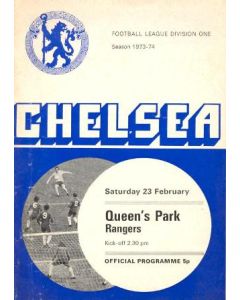 FOOTBALL LEAGUE DIVISION ONE
Season 1973-74
CHELSEA
Saturday 23 February
Queen's Park
Rangers
Kick-off 2.30 pm
OFFICIAL PROGRAMME 5p